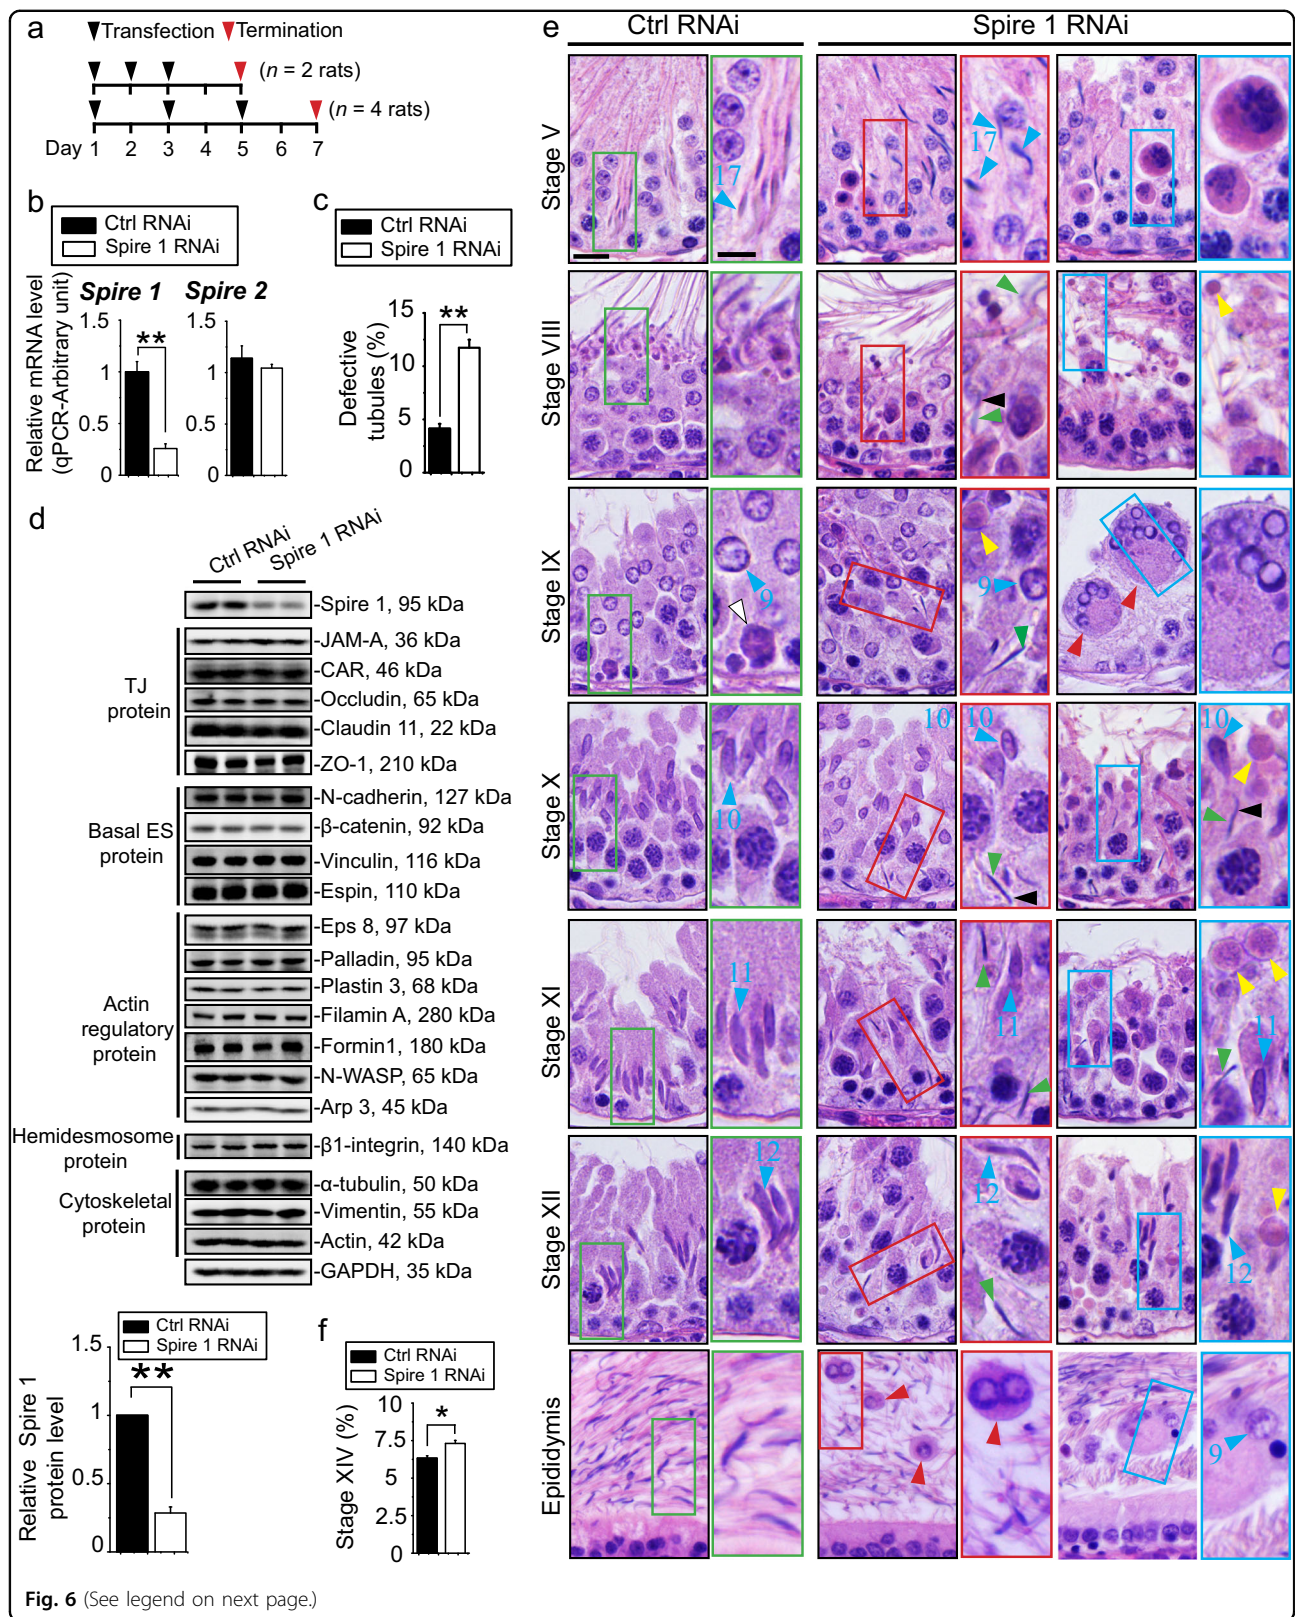 a
Transfection Termination
(n = 2 rats)
(n = 4 rats)
Day 1 2 3 4 5 6 7
b
Ctrl RNAi
Spire 1 RNAi
Spire 1 Spire 2
Relative mRNA level
(qPCR-Arbitrary unit)
1.5
**
1
0.5
0
1.5
1
0.5
0
c
Ctrl RNAi
Spire 1 RNAi
Defective
tubules (%)
15
**
10
5
0
d
Ctrl RNAi
Spire 1 RNAi
-Spire 1, 95 kDa
TJ
protein
-JAM-A, 36 kDa
-CAR, 46 kDa
-Occludin, 65 kDa
-Claudin 11, 22 kDa
-ZO-1, 210 kDa
Basal ES
protein
-N-cadherin, 127 kDa
-β-catenin, 92 kDa
-Vinculin, 116 kDa
-Espin, 110 kDa
Actin
regulatory
protein
-Eps 8, 97 kDa
-Palladin, 95 kDa
-Plastin 3, 68 kDa
-Filamin A, 280 kDa
-Formin1, 180 kDa
-N-WASP, 65 kDa
-Arp 3, 45 kDa
Hemidesmosome
protein
-β1-integrin, 140 kDa
Cytoskeletal
protein
-α-tubulin, 50 kDa
-Vimentin, 55 kDa
-Actin, 42 kDa
-GAPDH, 35 kDa
Ctrl RNAi
Spire 1 RNAi
Relative Spire 1
protein level
1.5
**
1
0.5
0
f
Ctrl RNAi
Spire 1 RNAi
Stage XIV (%)
10
*
7.5
5
2.5
0
e
Ctrl RNAi Spire 1 RNAi
Stage V
17 17
Stage VIII
Stage IX
9 9
Stage X
10 10 10 10
Stage XI
11 11 11
Stage XII
12 12 12
Epididymis
9
Fig. 6 (See legend on next page.)